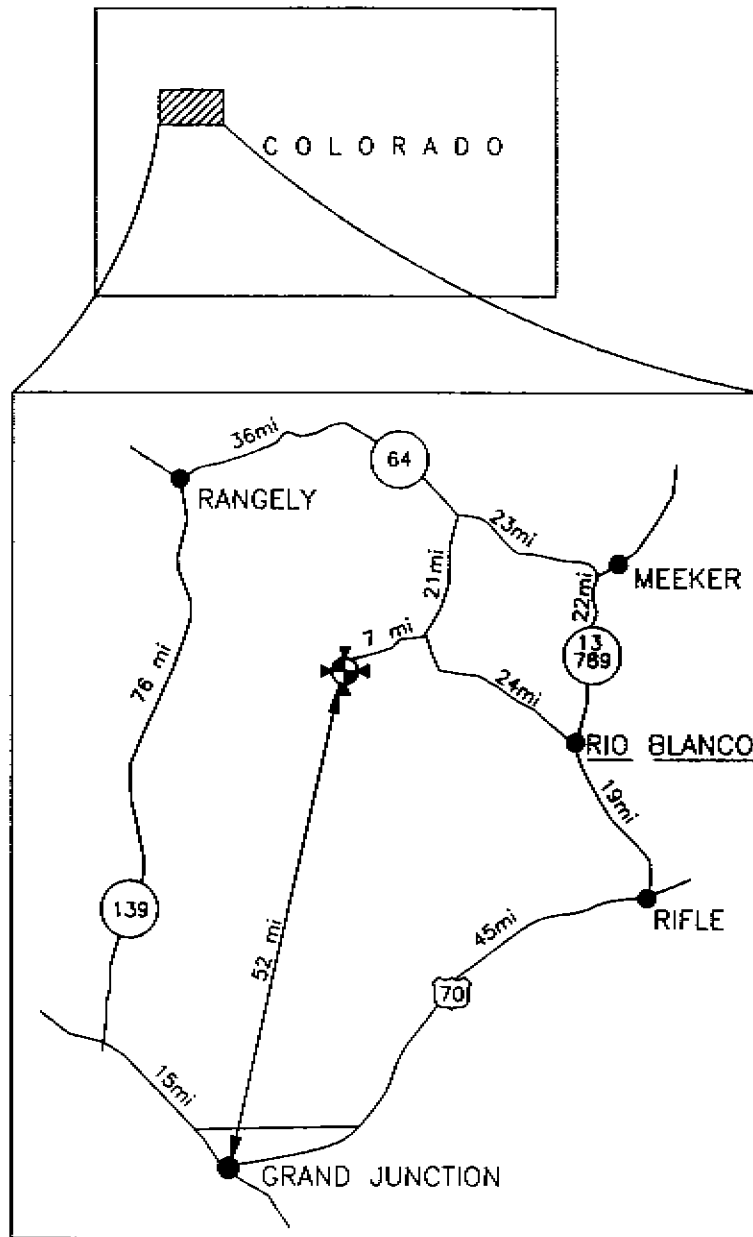 COLORADO
36mi
64
RANGELY
23mi
MEEKER
21mi
22mi
7 mi
13
789
76 mi
24mi
RIO BLANCO
19mi
139
RIFLE
45mi
52 mi
70
15mi
GRAND JUNCTION